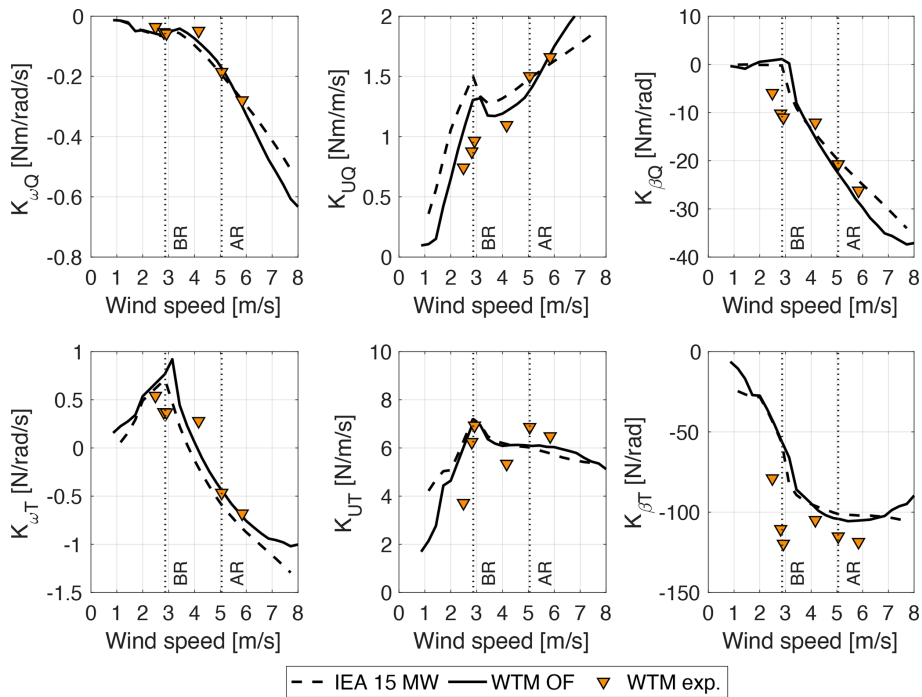 0
-0.2
-0.4
-0.6
-0.8
K_ωQ [Nm/rad/s]
BR
AR
0 1 2 3 4 5 6 7 8
Wind speed [m/s]
2
1.5
1
0.5
0
K_UQ [Nm/m/s]
BR
AR
0 1 2 3 4 5 6 7 8
Wind speed [m/s]
10
0
-10
-20
-30
-40
K_βQ [Nm/rad]
BR
AR
0 1 2 3 4 5 6 7 8
Wind speed [m/s]
1
0.5
0
-0.5
-1
-1.5
K_ωT [N/rad/s]
BR
AR
0 1 2 3 4 5 6 7 8
Wind speed [m/s]
10
8
6
4
2
0
K_UT [N/m/s]
BR
AR
0 1 2 3 4 5 6 7 8
Wind speed [m/s]
0
-50
-100
-150
K_βT [N/rad]
BR
AR
0 1 2 3 4 5 6 7 8
Wind speed [m/s]
IEA 15 MW WTM OF WTM exp.